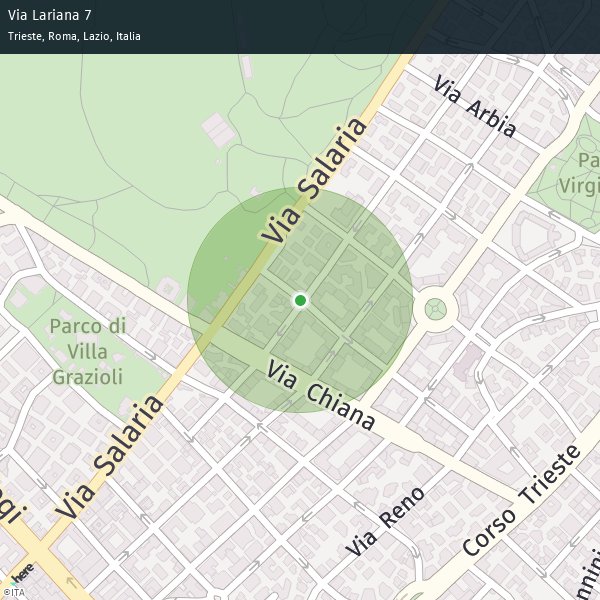 Via Lariana 7
Trieste, Roma, Lazio, Italia
Via Arbia
Via Salaria
Pa
Virgi
Parco di
Villa
Grazioli
Via Chiana
Via Salaria
Via Reno
Corso Trieste
nnini
here
©ITA